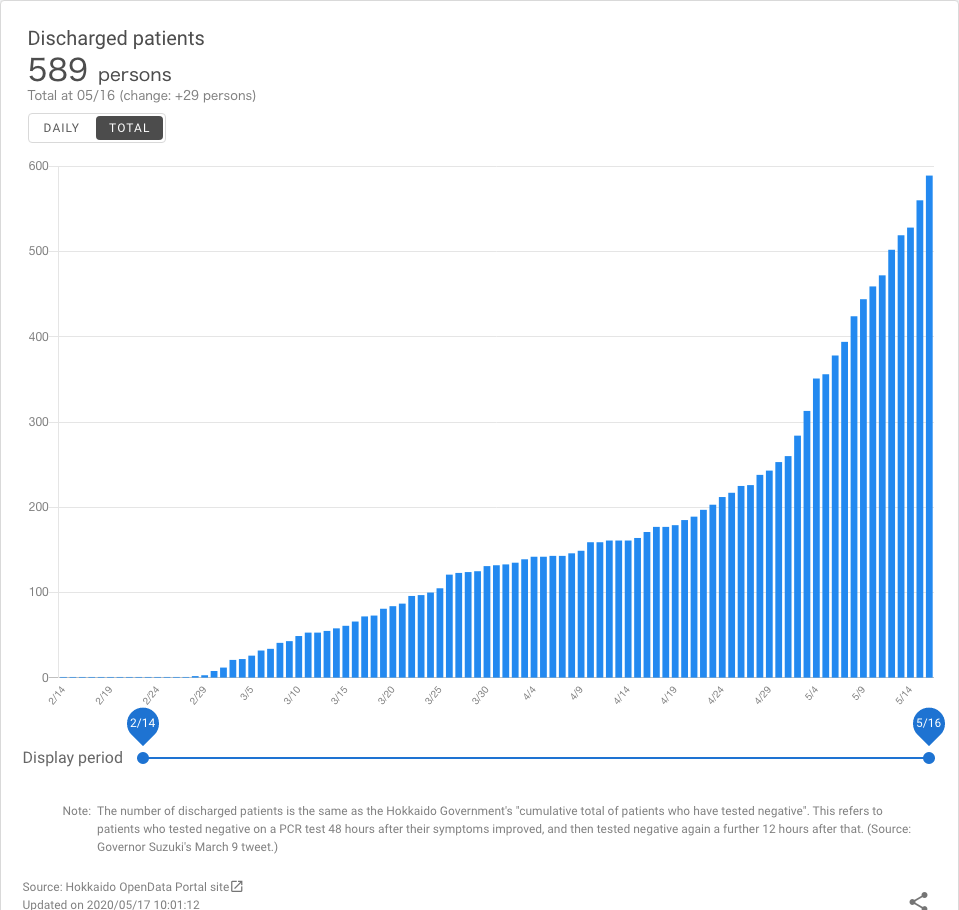 Discharged patients
589 persons
Total at 05/16 (change: +29 persons)
DAILY TOTAL
600
500
400
300
200
100
0
2/14 2/19 2/24 2/29 3/5 3/10 3/15 3/20 3/25 3/30 4/4 4/9 4/14 4/19 4/24 4/29 5/4 5/9 5/14
2/14 5/16
Display period
Note: The number of discharged patients is the same as the Hokkaido Government's "cumulative total of patients who have tested negative". This refers to
patients who tested negative on a PCR test 48 hours after their symptoms improved, and then tested negative again a further 12 hours after that. (Source:
Governor Suzuki's March 9 tweet.)
Source: Hokkaido OpenData Portal site
Updated on 2020/05/17 10:01:12